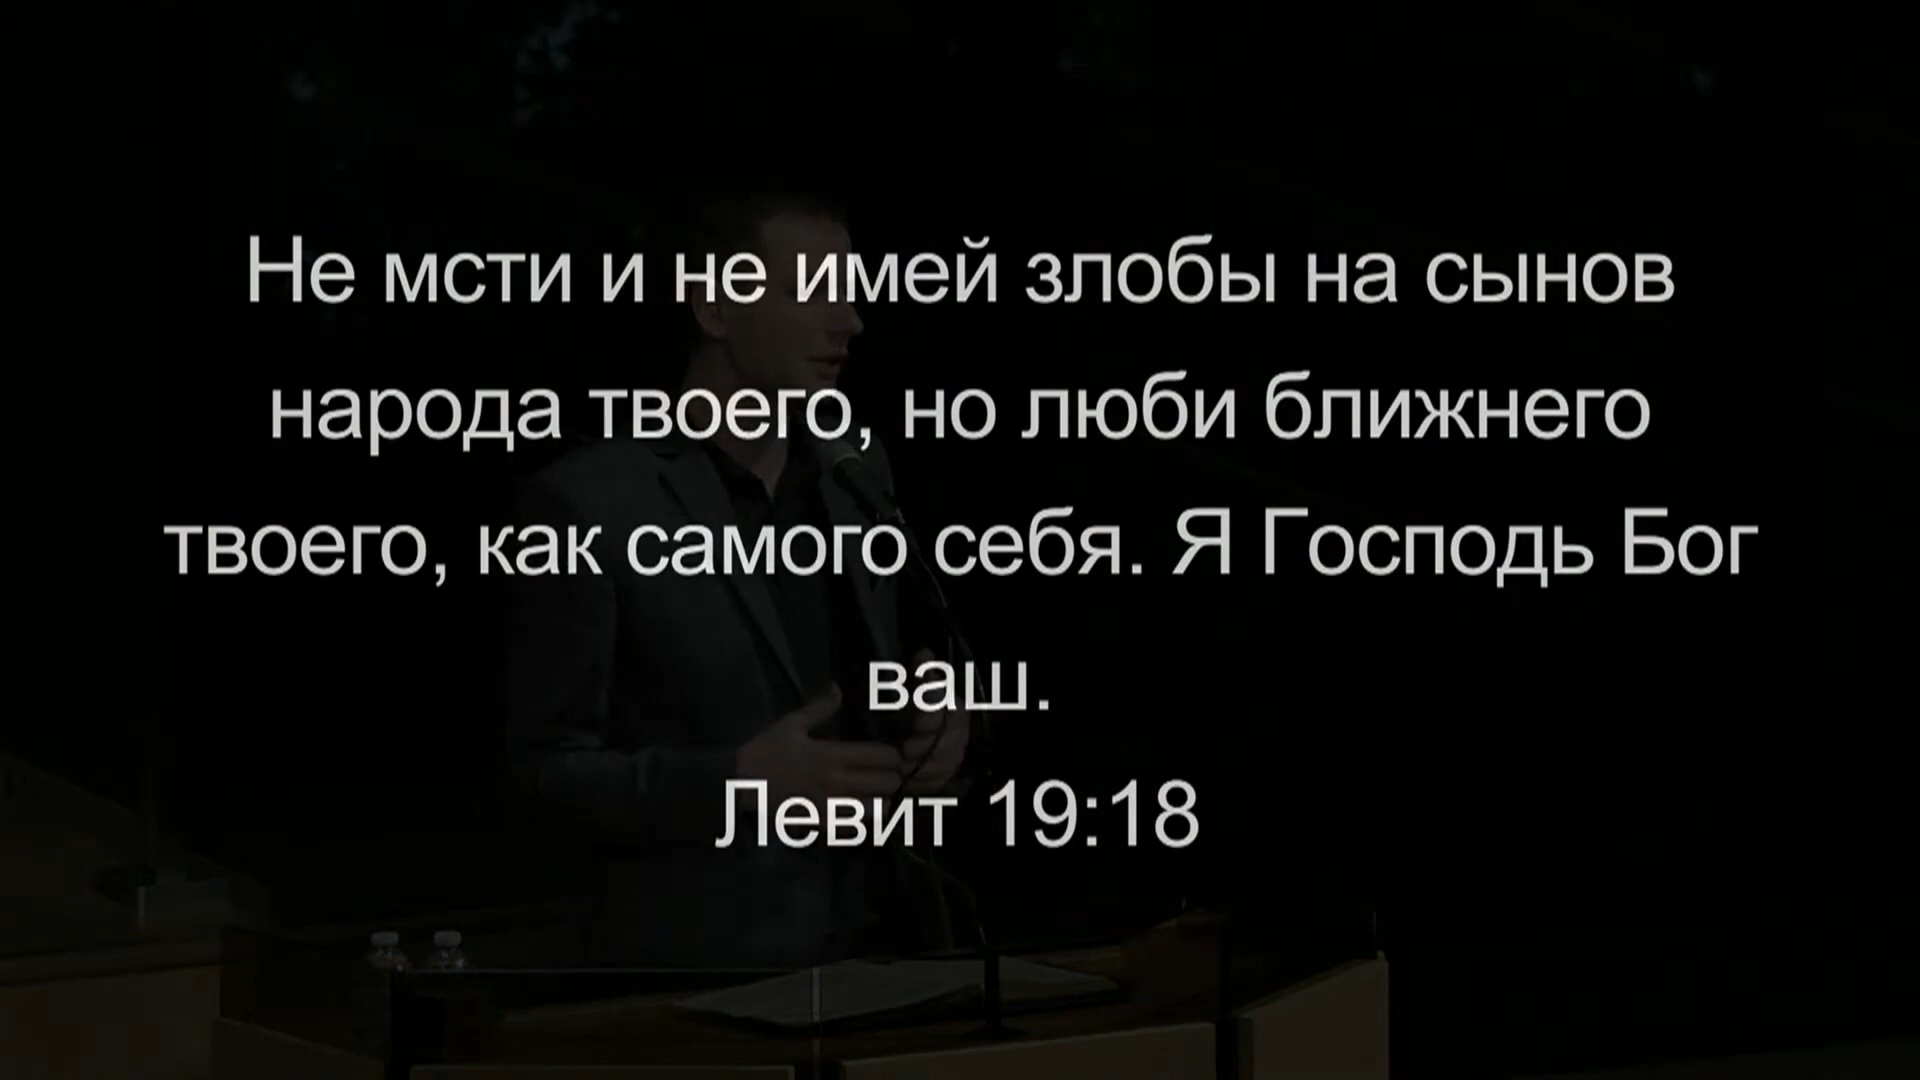 Не мсти и не имей злобы на сынов
народа твоего, но люби ближнего
твоего, как самого себя. Я Господь Бог
ваш.
Левит 19:18